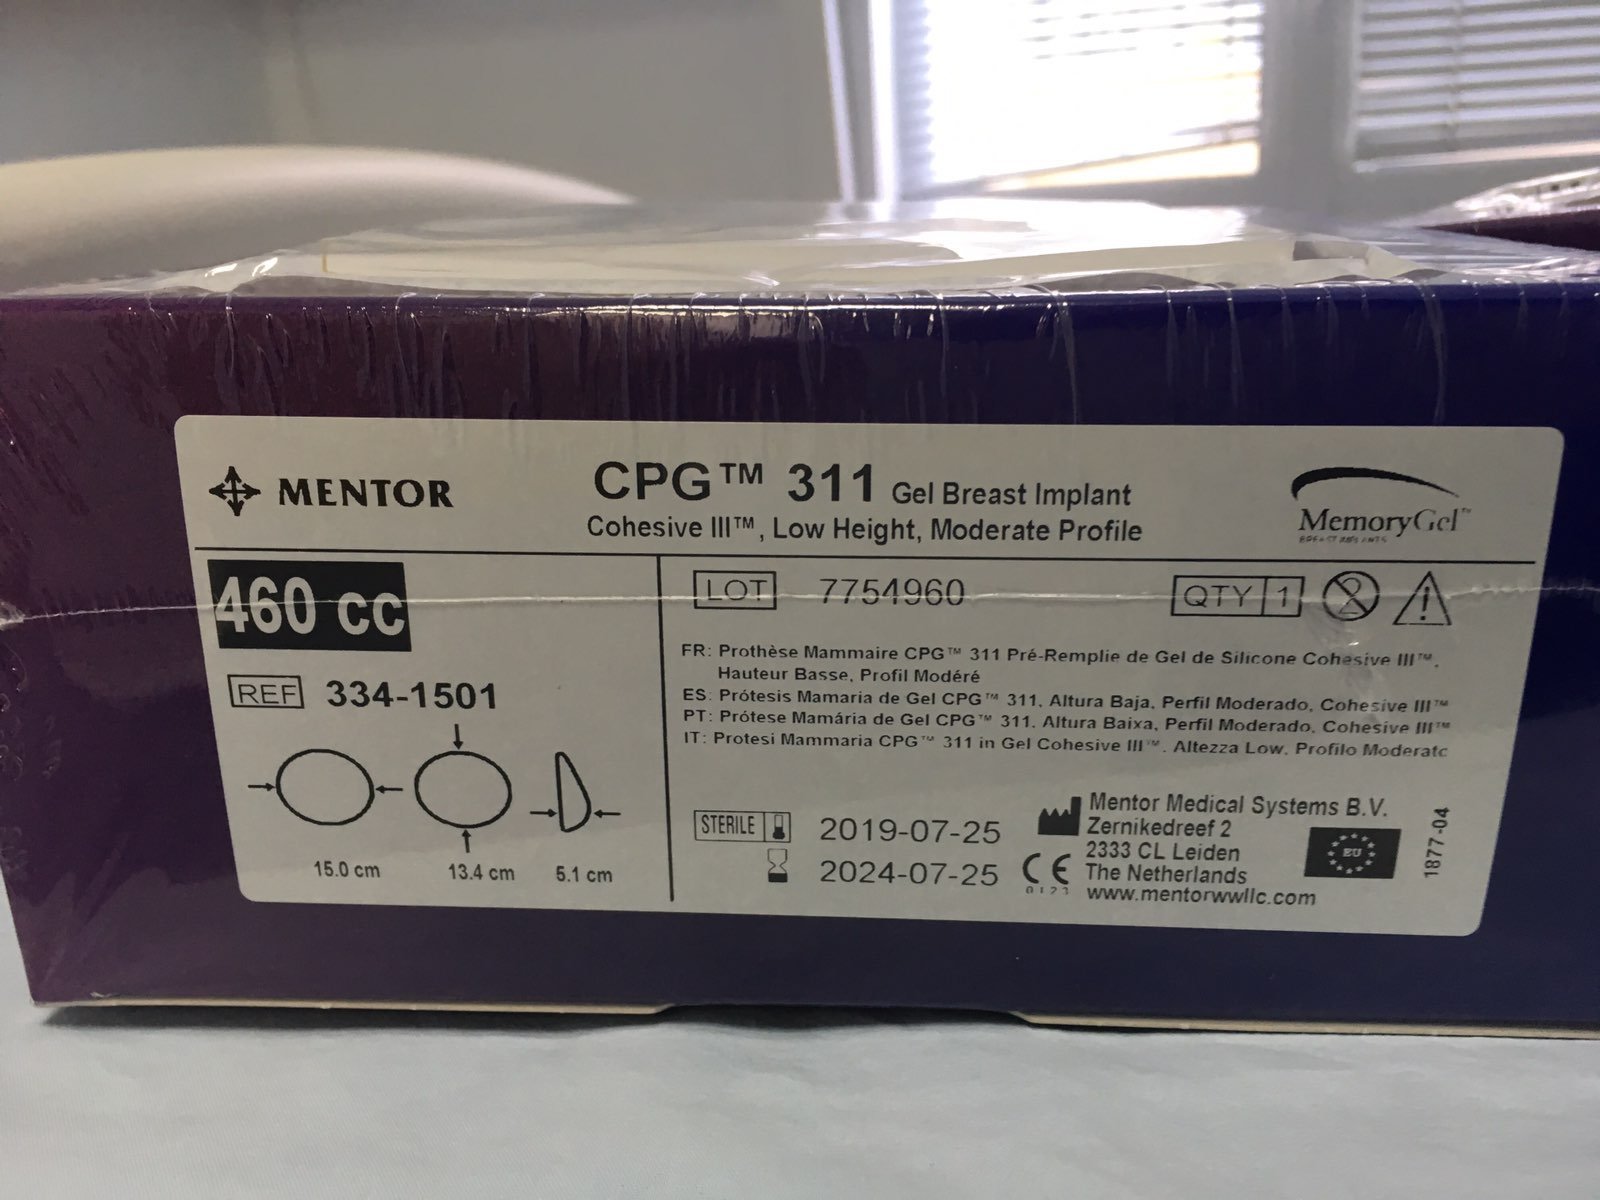 MENTOR
CPG™ 311 Gel Breast Implant
Cohesive III™, Low Height, Moderate Profile
MemoryGel™
BREAST IMPLANTS
460 cc
REF 334-1501
15.0 cm 13.4 cm 5.1 cm
LOT 7754960 QTY 1 2
FR: Prothèse Mammaire CPG™ 311 Pré-Remplie de Gel de Silicone Cohesive III™,
Hauteur Basse, Profil Modéré
ES: Prótesis Mamaria de Gel CPG™ 311, Altura Baja, Perfil Moderado, Cohesive III™
PT: Prótese Mamária de Gel CPG™ 311, Altura Baixa, Perfil Moderado, Cohesive III™
IT: Protesi Mammaria CPG™ 311 in Gel Cohesive III™, Altezza Low, Profilo Moderato
STERILE 2019-07-25
2024-07-25
CE
0123
Mentor Medical Systems B.V.
Zernikedreef 2
2333 CL Leiden
The Netherlands
www.mentorwwllc.com
EU
1877-04